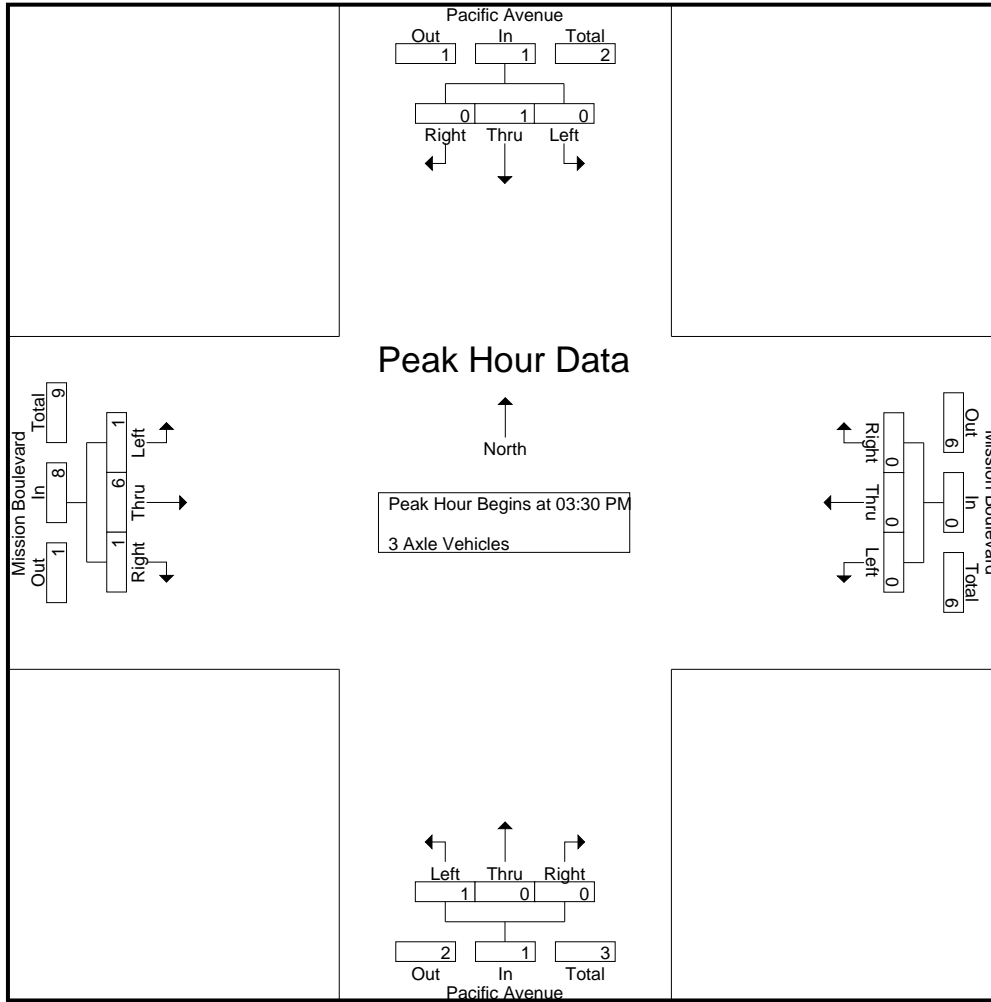 Pacific Avenue
Out In Total
1 1 2
0 1 0
Right Thru Left
Peak Hour Data
North
Peak Hour Begins at 03:30 PM
3 Axle Vehicles
Mission Boulevard
Out In Total
1 8 9
1 6 1
Left Thru Right
Mission Boulevard
Out In Total
6 0 6
0 0 0
Right Thru Left
Left Thru Right
1 0 0
2 1 3
Out In Total
Pacific Avenue